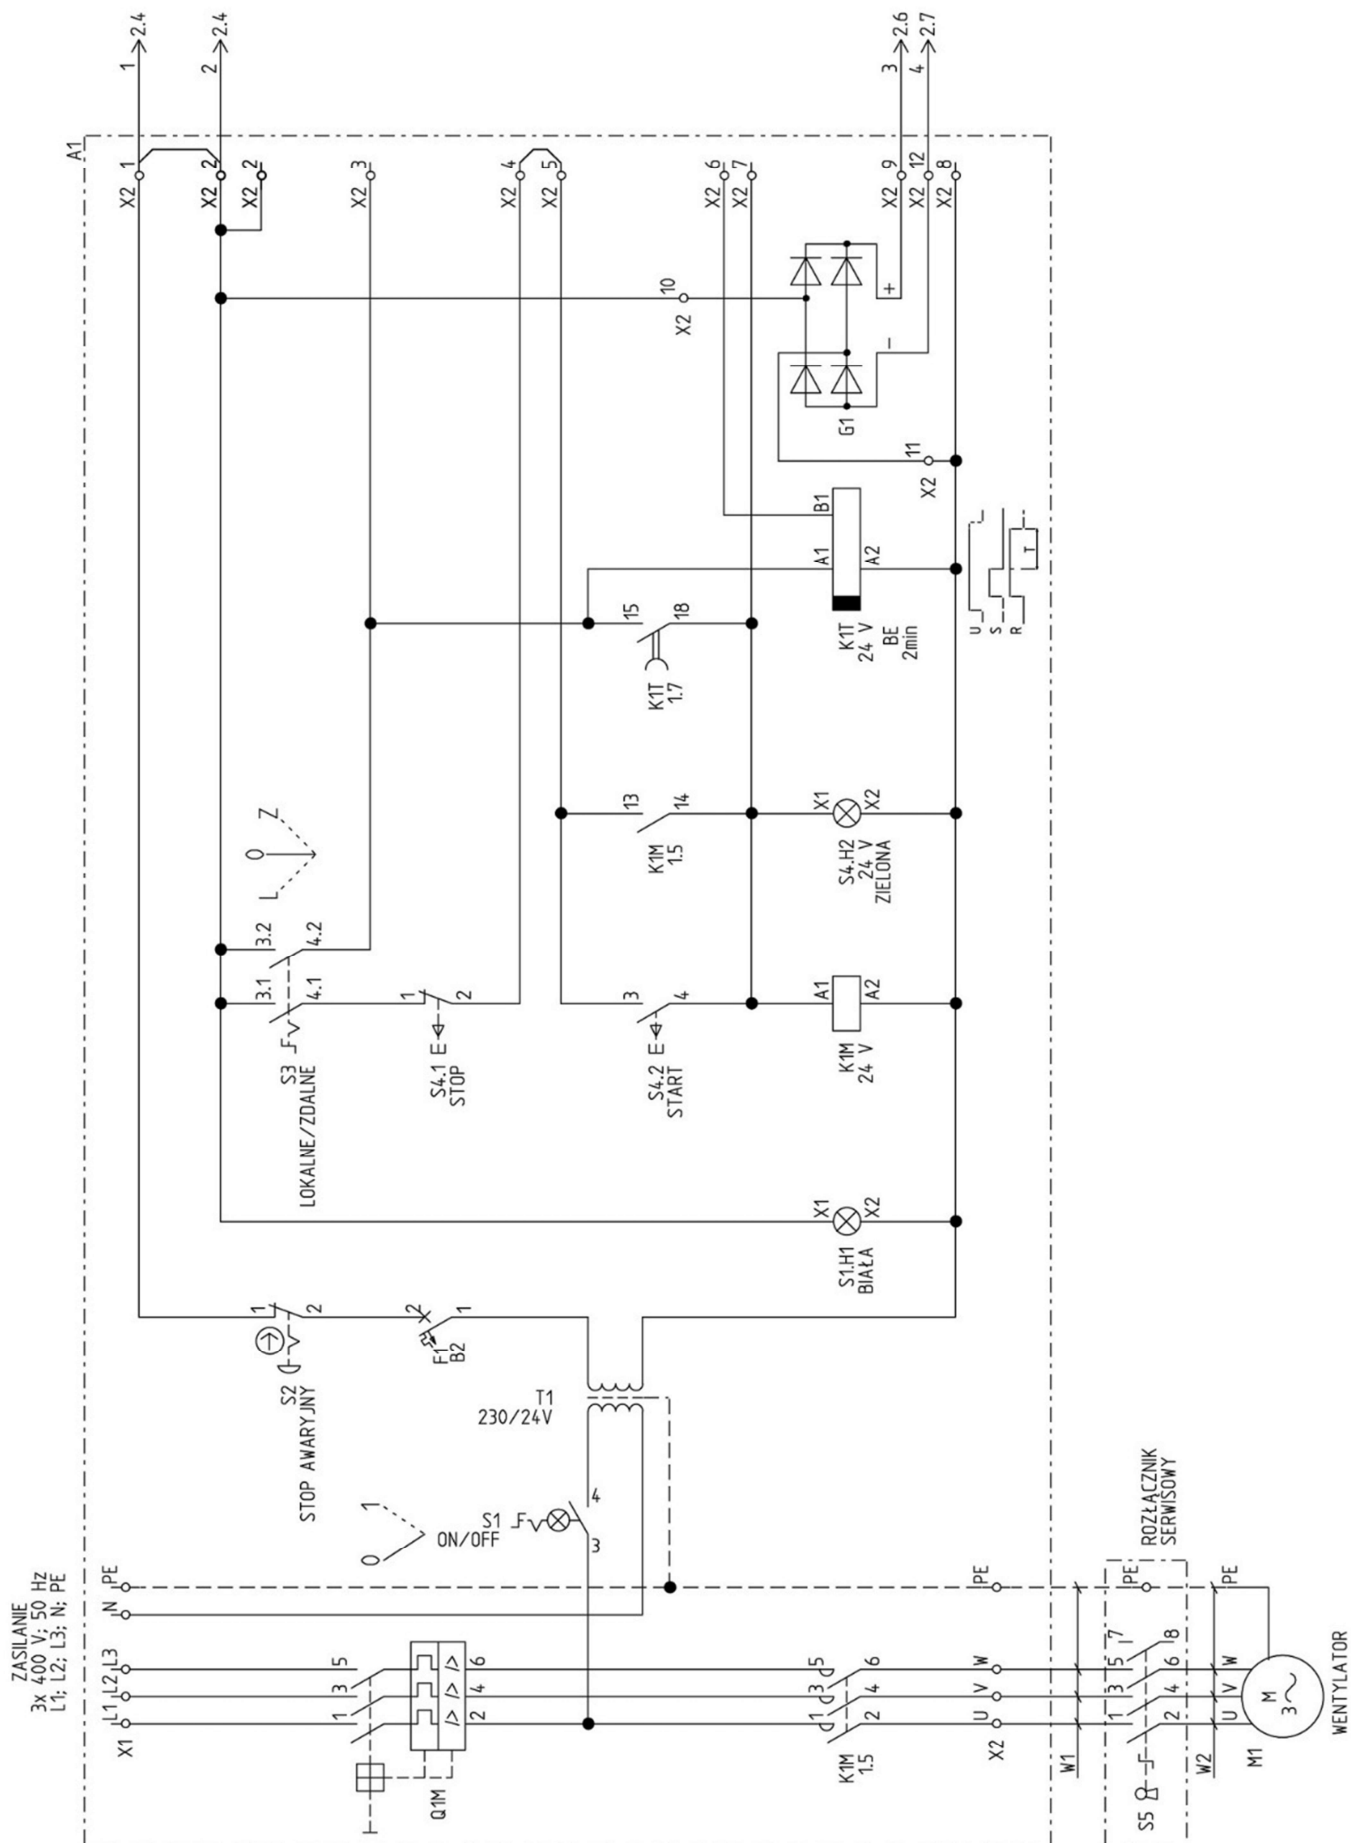 ZASILANIE
3x 400 V; 50 Hz
L1; L2; L3; N; PE
A1
X1
L1
L2
L3
N
PE
X2 1
1
2.4
X2 2
2
2.4
X2 2
STOP AWARYJNY
S2
1
2
LOKALNE/ZDALNE
S3
3.1
4.1
3.2
4.2
L
0
Z
1
3
5
0
1
X2 3
Q1M
I>
I>
I>
2
4
6
ON/OFF
S1
3
4
F1
B2
2
1
S4.1
STOP
1
2
X2 4
X2 5
T1
230/24V
S4.2
START
3
4
K1M
1.5
13
14
K1T
1.7
15
18
X2
10
X2 6
X2 7
K1M
1.5
1
3
5
2
4
6
S1.H1
BIAŁA
X1
X2
K1M
24 V
A1
A2
S4.H2
24 V
ZIELONA
X1
X2
K1T
24 V
BE
2min
A1
A2
B1
G1
-
+
X2
11
X2 9
3
2.6
X2 12
4
2.7
X2 8
X2
U
V
W
PE
U
S
R
T
W1
S5
1
3
5
7
2
4
6
8
PE
ROZŁĄCZNIK
SERWISOWY
W2
U
V
W
PE
M1
M
3~
WENTYLATOR